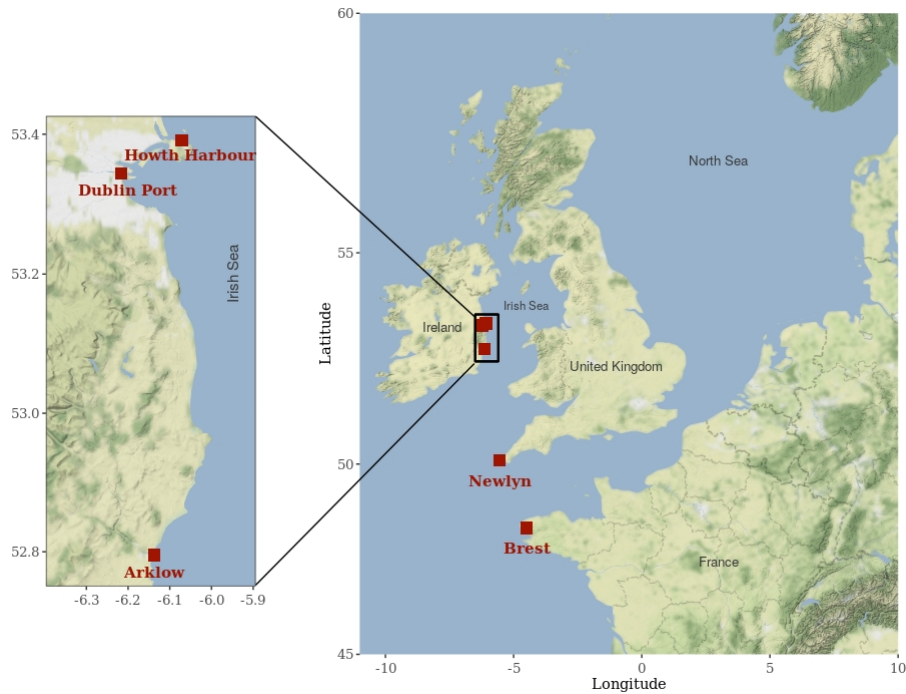 53.4
53.2
53.0
52.8
-6.3
-6.2
-6.1
-6.0
-5.9
Howth Harbour
Dublin Port
Irish Sea
Arklow
60
55
50
45
Latitude
-10
-5
0
5
10
Longitude
North Sea
Irish Sea
Ireland
United Kingdom
Newlyn
Brest
France